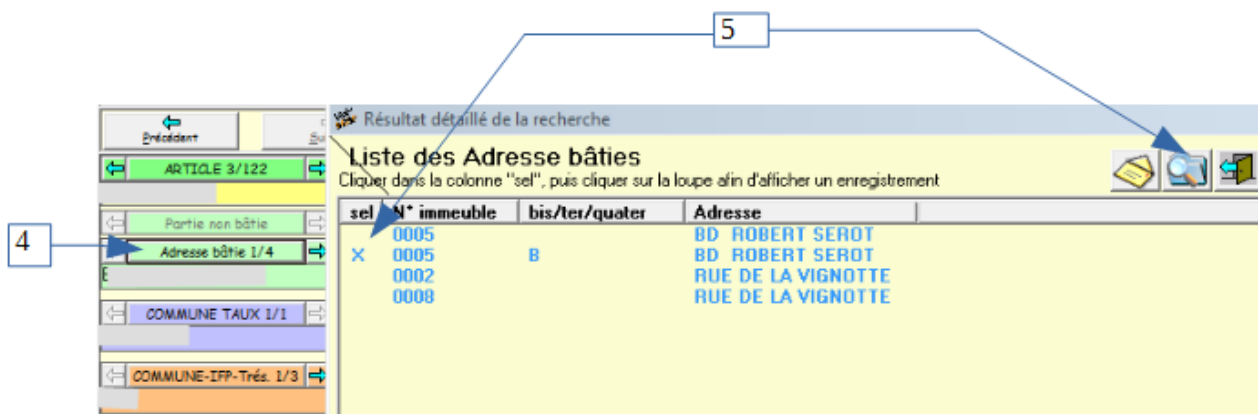 5
Précédent
Résultat détaillé de la recherche
Liste des Adresse bâties
Cliquer dans la colonne "sel", puis cliquer sur la loupe afin d'afficher un enregistrement
ARTICLE 3/122
sel N° immeuble bis/ter/quater Adresse
Partie non bâtie
0005 BD ROBERT SEROT
4
Adresse bâtie 1/4
X 0005 B BD ROBERT SEROT
0002 RUE DE LA VIGNOTTE
0008 RUE DE LA VIGNOTTE
COMMUNE TAUX 1/1
COMMUNE-IFP-Trés. 1/3